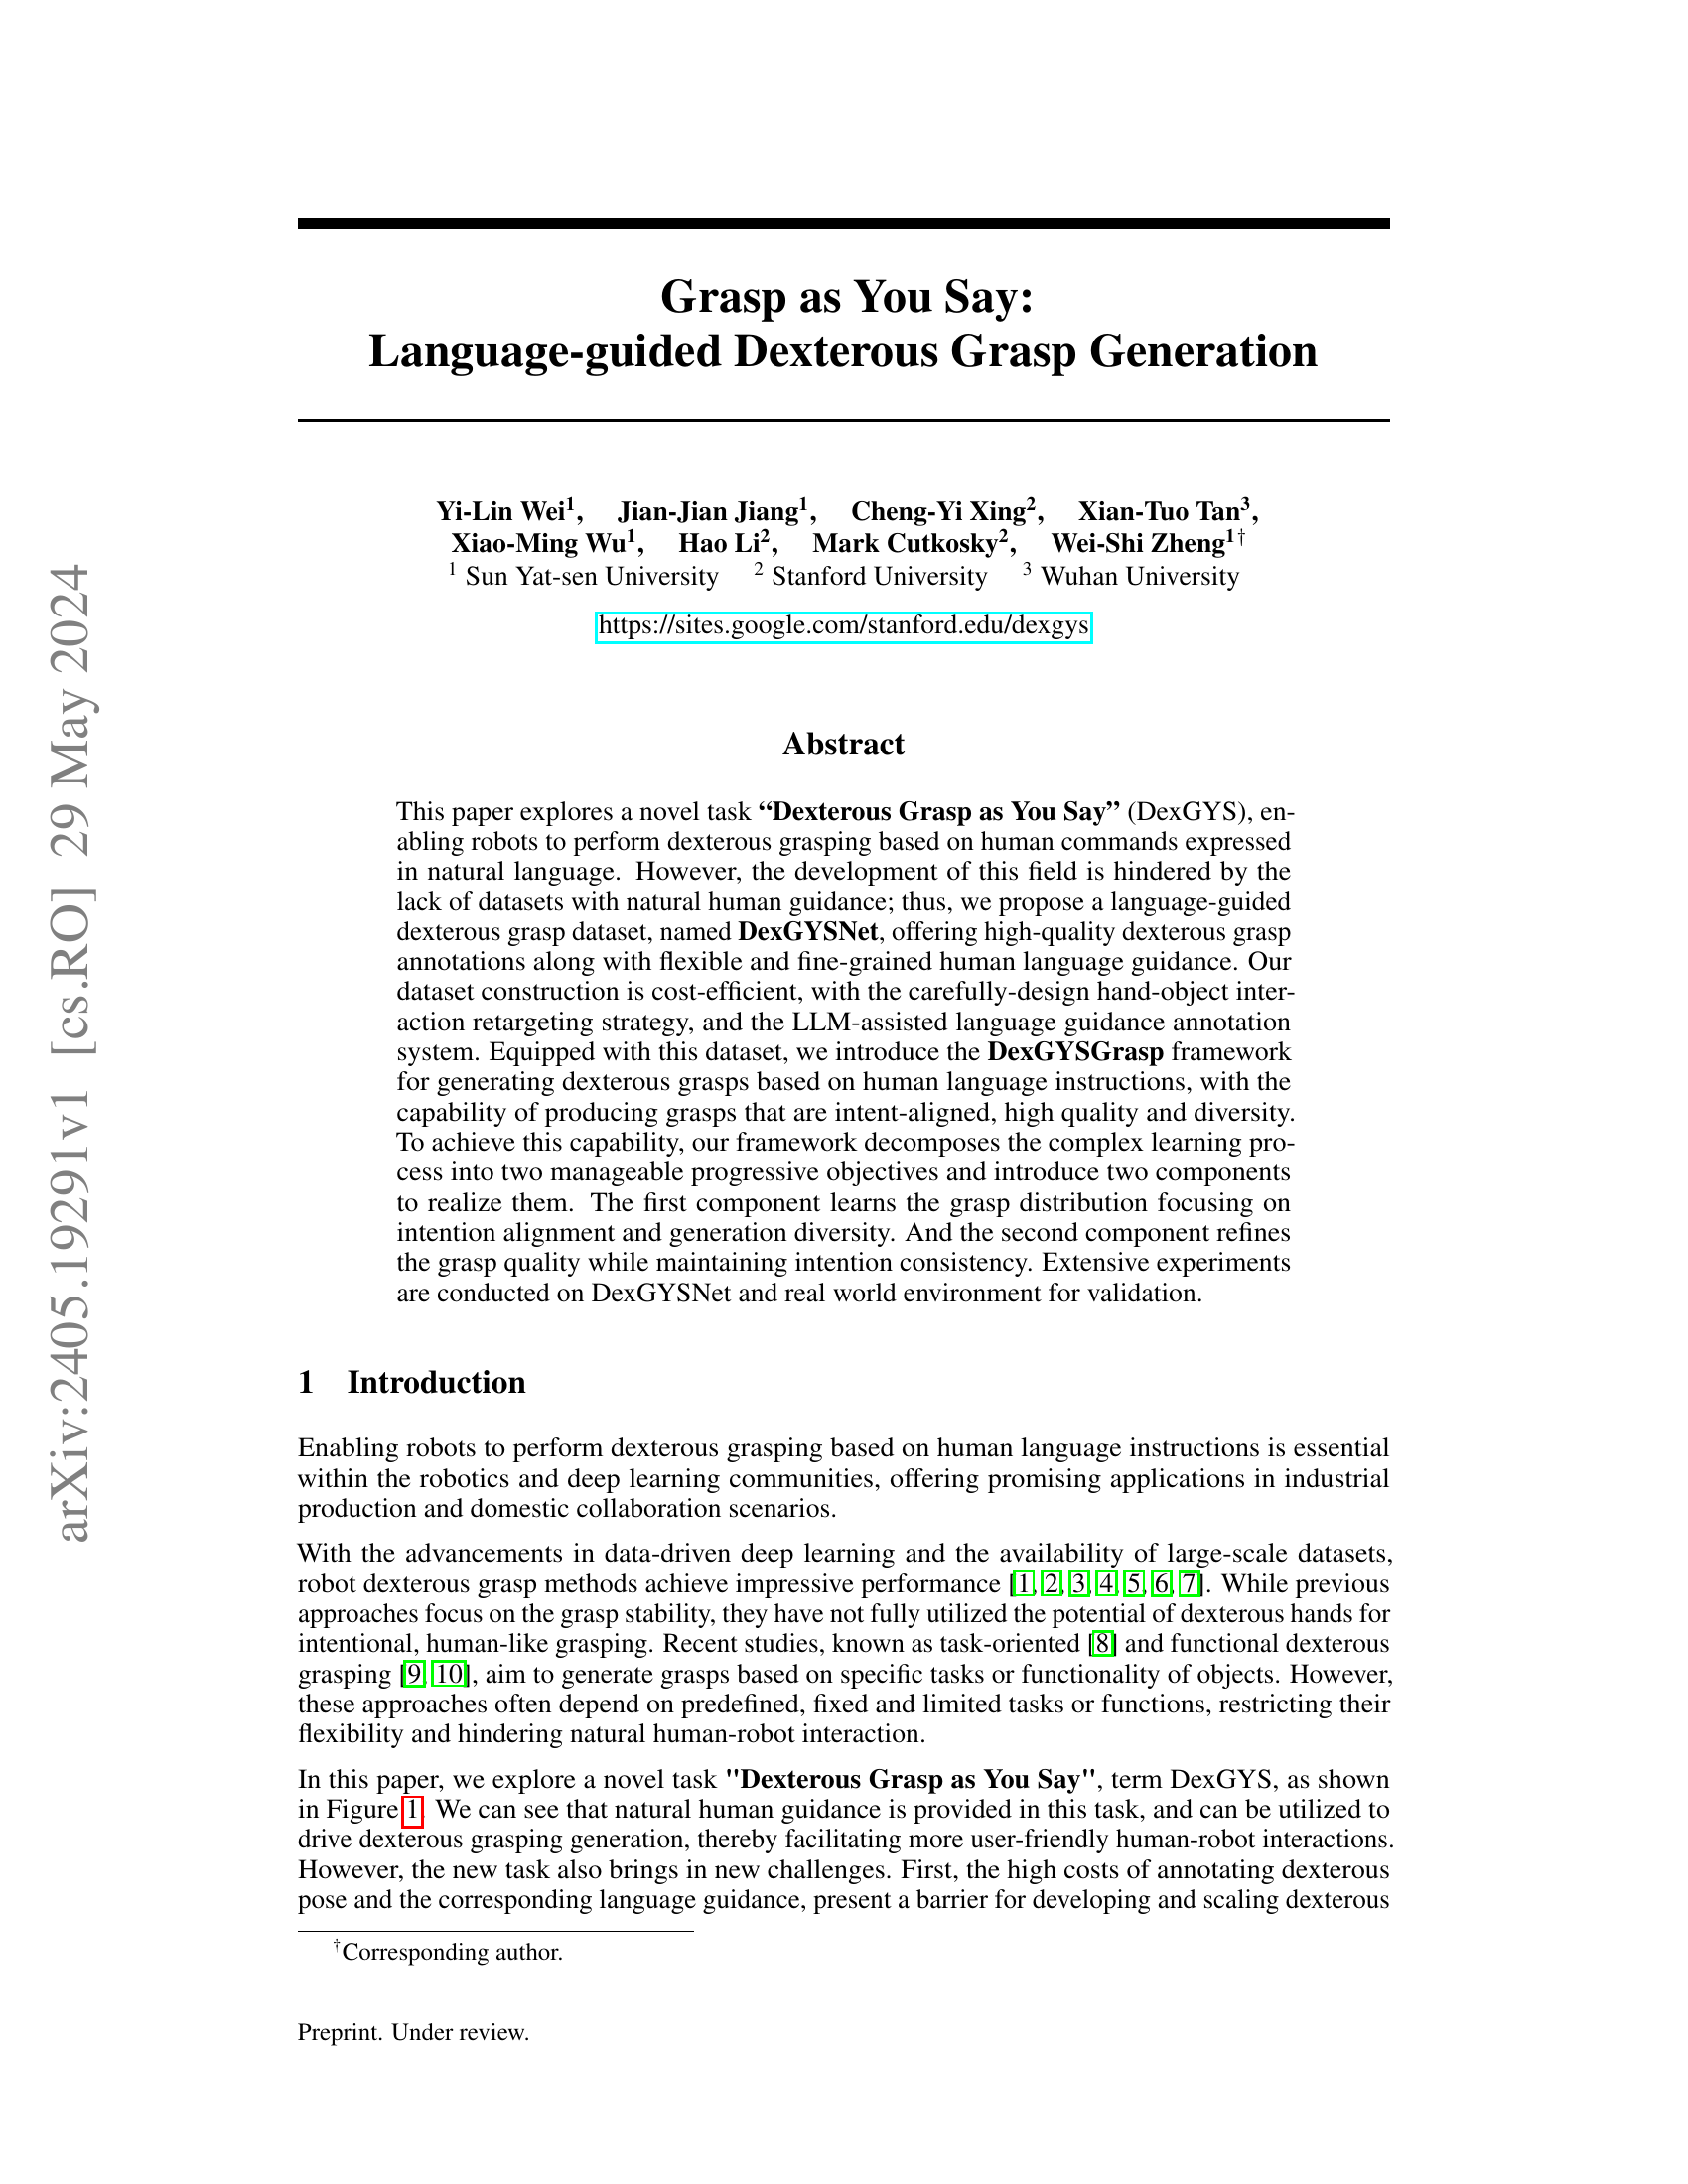 arXiv:2405.19291v1 [cs.RO] 29 May 2024
Grasp as You Say:
Language-guided Dexterous Grasp Generation
Yi-Lin Wei1, Jian-Jian Jiang1, Cheng-Yi Xing2, Xian-Tuo Tan3,
Xiao-Ming Wu1, Hao Li2, Mark Cutkosky2, Wei-Shi Zheng1†
1 Sun Yat-sen University 2 Stanford University 3 Wuhan University
https://sites.google.com/stanford.edu/dexgys
Abstract
This paper explores a novel task “Dexterous Grasp as You Say” (DexGYS), en-
abling robots to perform dexterous grasping based on human commands expressed
in natural language. However, the development of this field is hindered by the
lack of datasets with natural human guidance; thus, we propose a language-guided
dexterous grasp dataset, named DexGYSNet, offering high-quality dexterous grasp
annotations along with flexible and fine-grained human language guidance. Our
dataset construction is cost-efficient, with the carefully-design hand-object inter-
action retargeting strategy, and the LLM-assisted language guidance annotation
system. Equipped with this dataset, we introduce the DexGYSGrasp framework
for generating dexterous grasps based on human language instructions, with the
capability of producing grasps that are intent-aligned, high quality and diversity.
To achieve this capability, our framework decomposes the complex learning pro-
cess into two manageable progressive objectives and introduce two components
to realize them. The first component learns the grasp distribution focusing on
intention alignment and generation diversity. And the second component refines
the grasp quality while maintaining intention consistency. Extensive experiments
are conducted on DexGYSNet and real world environment for validation.
1 Introduction
Enabling robots to perform dexterous grasping based on human language instructions is essential
within the robotics and deep learning communities, offering promising applications in industrial
production and domestic collaboration scenarios.
With the advancements in data-driven deep learning and the availability of large-scale datasets,
robot dexterous grasp methods achieve impressive performance [1, 2, 3, 4, 5, 6, 7]. While previous
approaches focus on the grasp stability, they have not fully utilized the potential of dexterous hands for
intentional, human-like grasping. Recent studies, known as task-oriented [8] and functional dexterous
grasping [9, 10], aim to generate grasps based on specific tasks or functionality of objects. However,
these approaches often depend on predefined, fixed and limited tasks or functions, restricting their
flexibility and hindering natural human-robot interaction.
In this paper, we explore a novel task "Dexterous Grasp as You Say", term DexGYS, as shown
in Figure 1. We can see that natural human guidance is provided in this task, and can be utilized to
drive dexterous grasping generation, thereby facilitating more user-friendly human-robot interactions.
However, the new task also brings in new challenges. First, the high costs of annotating dexterous
pose and the corresponding language guidance, present a barrier for developing and scaling dexterous
†Corresponding author.
Preprint. Under review.